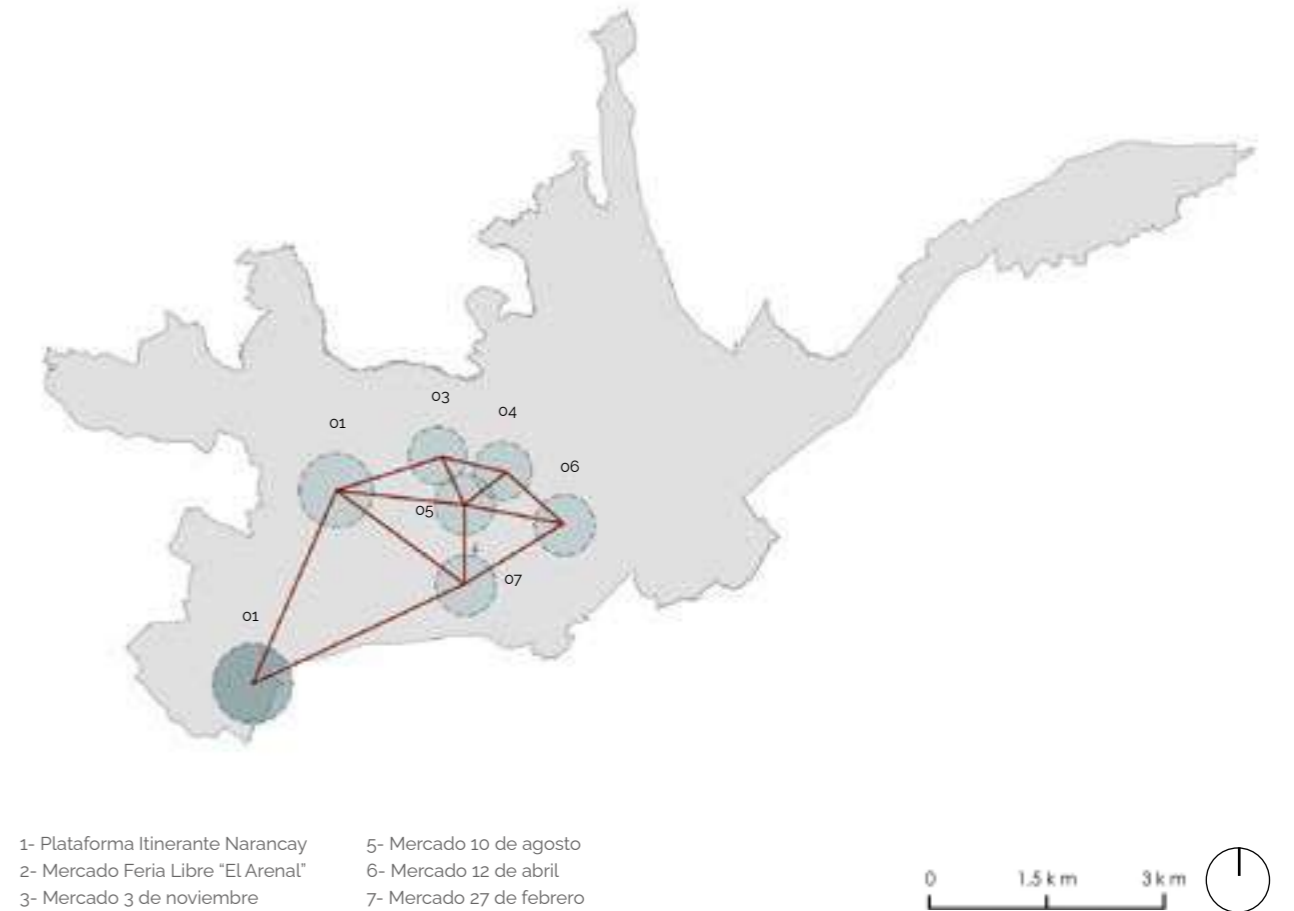 03
04
01
06
05
07
01
1- Plataforma Itinerante Narancay
2- Mercado Feria Libre “El Arenal”
3- Mercado 3 de noviembre
5- Mercado 10 de agosto
6- Mercado 12 de abril
7- Mercado 27 de febrero
0 1.5 km 3 km